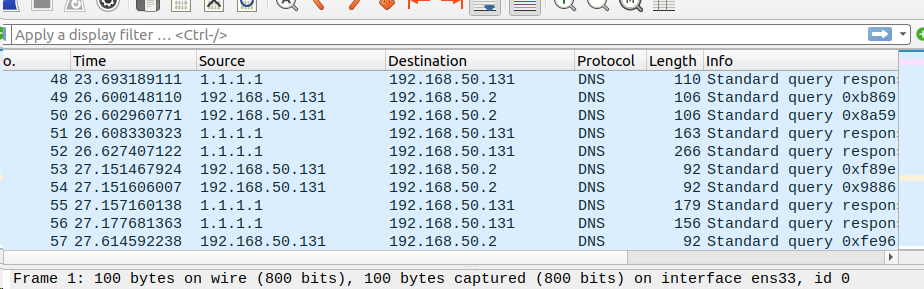 Apply a display filter … <Ctrl-/>
o. Time Source Destination Protocol Length Info
48 23.693189111 1.1.1.1 192.168.50.131 DNS 110 Standard query respon
49 26.600148110 192.168.50.131 192.168.50.2 DNS 106 Standard query 0xb869
50 26.602960771 192.168.50.131 192.168.50.2 DNS 106 Standard query 0x8a59
51 26.608330323 1.1.1.1 192.168.50.131 DNS 163 Standard query respon
52 26.627407122 1.1.1.1 192.168.50.131 DNS 266 Standard query respon
53 27.151467924 192.168.50.131 192.168.50.2 DNS 92 Standard query 0xf89e
54 27.151606007 192.168.50.131 192.168.50.2 DNS 92 Standard query 0x9886
55 27.157160138 1.1.1.1 192.168.50.131 DNS 179 Standard query respon
56 27.177681363 1.1.1.1 192.168.50.131 DNS 156 Standard query respon
57 27.614592238 192.168.50.131 192.168.50.2 DNS 92 Standard query 0xfe96
Frame 1: 100 bytes on wire (800 bits), 100 bytes captured (800 bits) on interface ens33, id 0